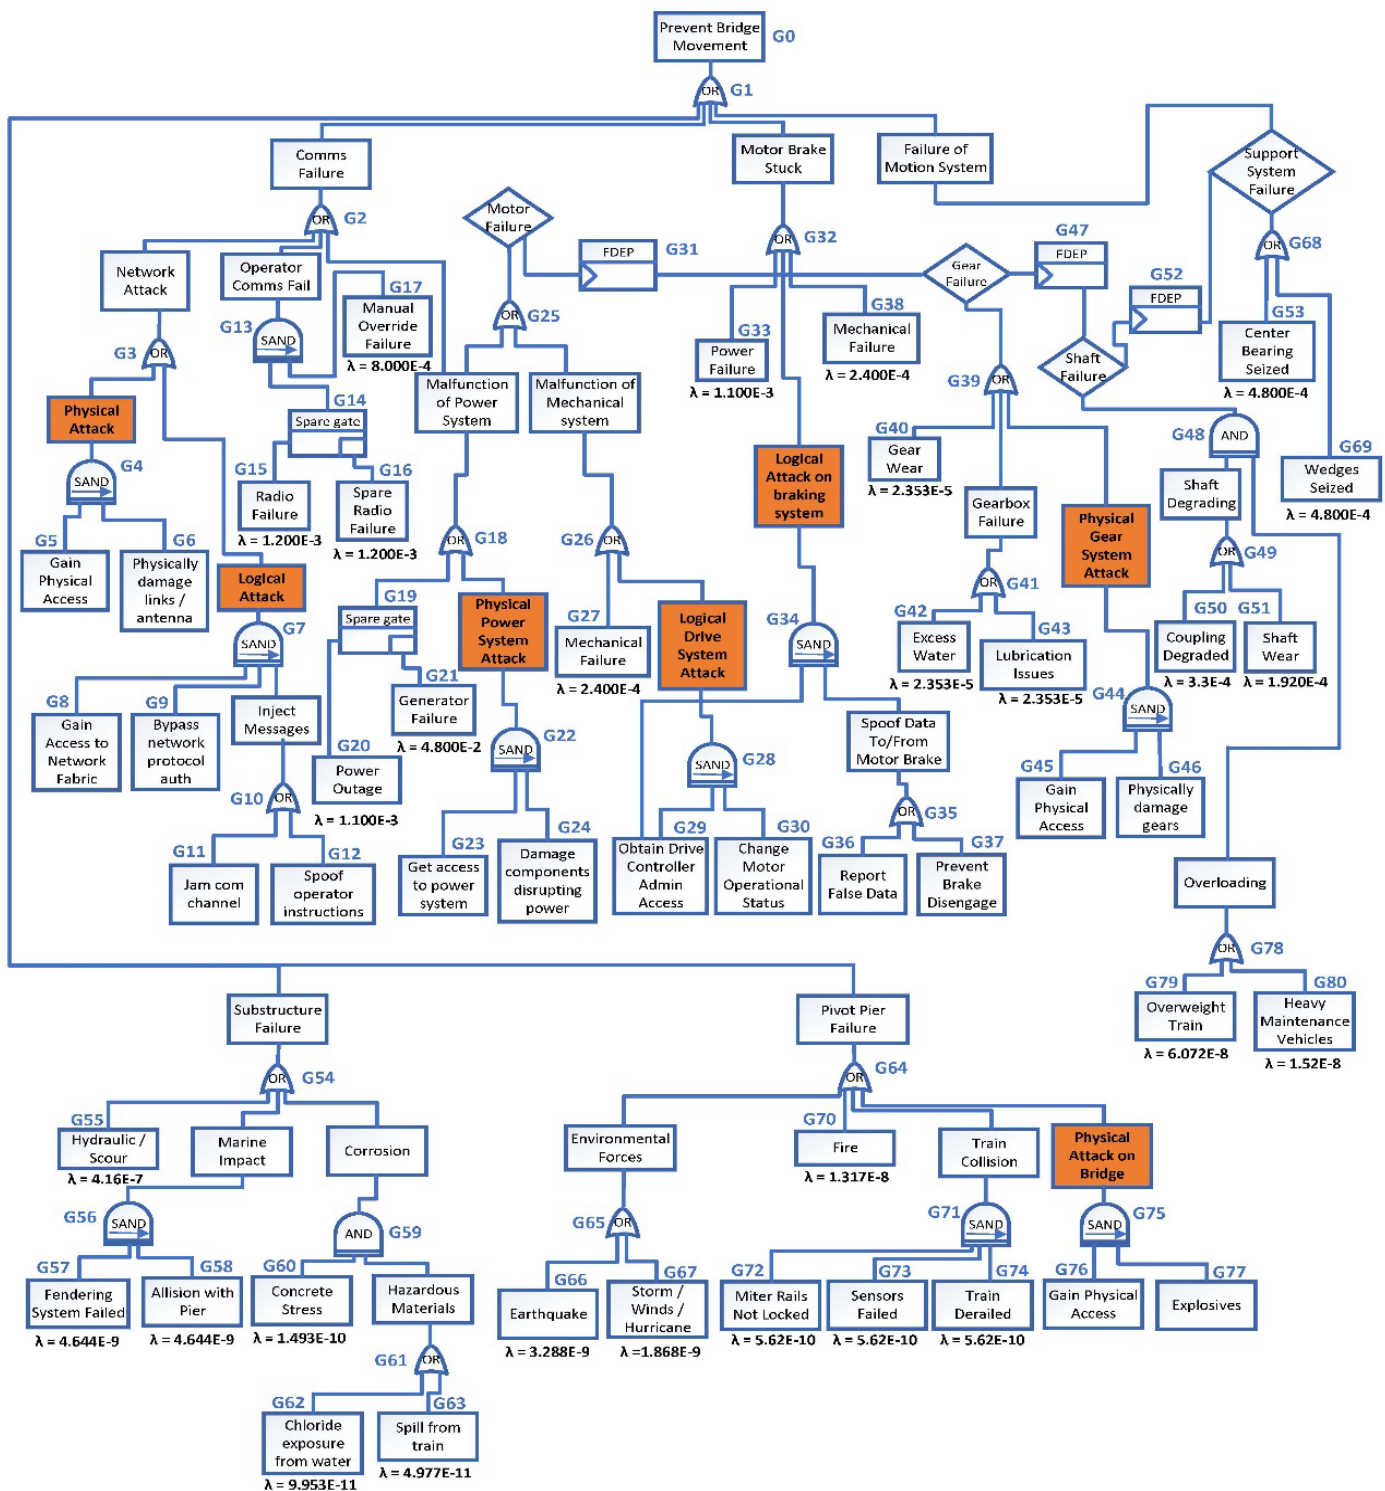 Prevent Bridge
Movement
G0
OR
G1
Comms
Failure
Motor Brake
Stuck
Failure of
Motion System
Support
System
Failure
OR
G2
Motor
Failure
FDEP
G31
OR
G32
Gear
Failure
G47
FDEP
G52
FDEP
OR
G68
Network
Attack
Operator
Comms Fail
G17
Manual
Override
Failure
λ = 8.000E-4
G13
SAND
G3
OR
OR
G25
G33
Power
Failure
λ = 1.100E-3
G38
Mechanical
Failure
λ = 2.400E-4
Shaft
Failure
G53
Center
Bearing
Seized
λ = 4.800E-4
Physical
Attack
G14
Spare gate
Malfunction
of Power
System
Malfunction of
Mechanical
system
G39
OR
G4
SAND
G15
Radio
Failure
λ = 1.200E-3
G16
Spare
Radio
Failure
λ = 1.200E-3
Logical
Attack on
braking
system
G40
Gear
Wear
λ = 2.353E-5
G48
AND
G69
Wedges
Seized
λ = 4.800E-4
Shaft
Degrading
G5
Gain
Physical
Access
G6
Physically
damage
links /
antenna
OR
G18
G26
OR
Gearbox
Failure
Physical
Gear
System
Attack
Logical
Attack
OR
G49
G7
SAND
G19
Spare gate
Physical
Power
System
Attack
G27
Mechanical
Failure
λ = 2.400E-4
Logical
Drive
System
Attack
G34
SAND
OR
G41
G42
Excess
Water
λ = 2.353E-5
G43
Lubrication
Issues
λ = 2.353E-5
G50
Coupling
Degraded
λ = 3.3E-4
G51
Shaft
Wear
λ = 1.920E-4
G8
Gain
Access to
Network
Fabric
G9
Bypass
network
protocol
auth
Inject
Messages
G21
Generator
Failure
λ = 4.800E-2
G20
Power
Outage
λ = 1.100E-3
SAND
G22
SAND
G28
Spoof Data
To/From
Motor Brake
G44
SAND
G10
OR
G45
Gain
Physical
Access
G46
Physically
damage
gears
OR
G35
G11
Jam com
channel
G12
Spoof
operator
instructions
G23
Get access
to power
system
G24
Damage
components
disrupting
power
G29
Obtain Drive
Controller
Admin
Access
G30
Change
Motor
Operational
Status
G36
Report
False Data
G37
Prevent
Brake
Disengage
Overloading
OR
G78
G79
Overweight
Train
λ = 6.072E-8
G80
Heavy
Maintenance
Vehicles
λ = 1.52E-8
Substructure
Failure
Pivot Pier
Failure
OR
G54
OR
G64
G55
Hydraulic /
Scour
λ = 4.16E-7
Marine
Impact
Corrosion
Environmental
Forces
G70
Fire
λ = 1.317E-8
Train
Collision
Physical
Attack on
Bridge
G56
SAND
AND
G59
G65
OR
G71
SAND
SAND
G75
G57
Fendering
System Failed
λ = 4.644E-9
G58
Allision with
Pier
λ = 4.644E-9
G60
Concrete
Stress
λ = 1.493E-10
Hazardous
Materials
G66
Earthquake
λ = 3.288E-9
G67
Storm /
Winds /
Hurricane
λ =1.868E-9
G72
Miter Rails
Not Locked
λ = 5.62E-10
G73
Sensors
Failed
λ = 5.62E-10
G74
Train
Derailed
λ = 5.62E-10
G76
Gain Physical
Access
G77
Explosives
G61
OR
G62
Chloride
exposure
from water
λ = 9.953E-11
G63
Spill from
train
λ = 4.977E-11